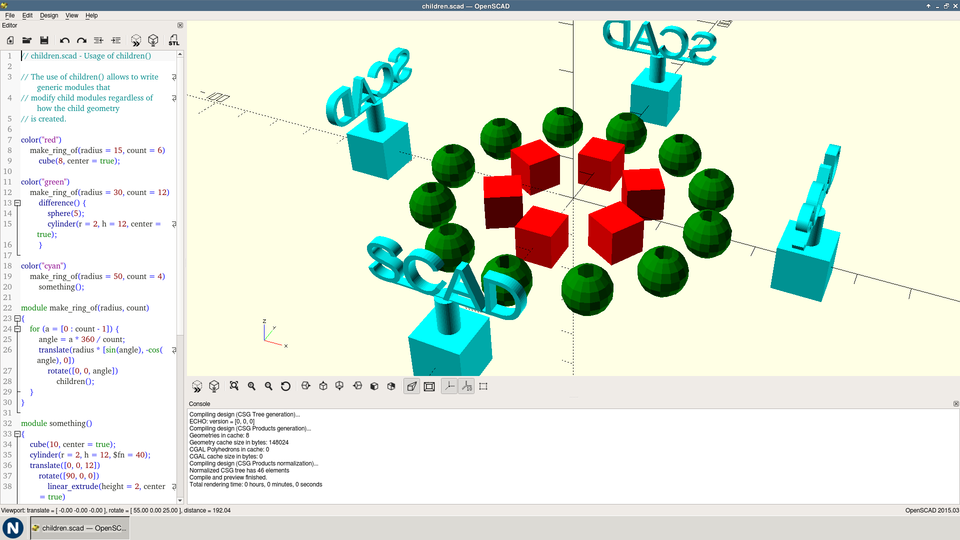 children.scad — OpenSCAD
File Edit Design View Help
Editor
STL
1 // children.scad - Usage of children()
2
3 // The use of children() allows to write
generic modules that
4 // modify child modules regardless of
how the child geometry
5 // is created.
6
7 color("red")
8 make_ring_of(radius = 15, count = 6)
9 cube(8, center = true);
10
11 color("green")
12 make_ring_of(radius = 30, count = 12)
13 difference() {
14 sphere(5);
15 cylinder(r = 2, h = 12, center =
true);
16 }
17
18 color("cyan")
19 make_ring_of(radius = 50, count = 4)
20 something();
21
22 module make_ring_of(radius, count)
23 {
24 for (a = [0 : count - 1]) {
25 angle = a * 360 / count;
26 translate(radius * [sin(angle), -cos(
angle), 0])
27 rotate([0, 0, angle])
28 children();
29 }
30 }
31
32 module something()
33 {
34 cube(10, center = true);
35 cylinder(r = 2, h = 12, $fn = 40);
36 translate([0, 0, 12])
37 rotate([90, 0, 0])
38 linear_extrude(height = 2, center
= true)
SCAD
SCAD
SCAD
Z
Y
X
Console
Compiling design (CSG Tree generation)...
ECHO: version = [0, 0, 0]
Compiling design (CSG Products generation)...
Geometries in cache: 8
Geometry cache size in bytes: 148024
CGAL Polyhedrons in cache: 0
CGAL cache size in bytes: 0
Compiling design (CSG Products normalization)...
Normalized CSG tree has 46 elements
Compile and preview finished.
Total rendering time: 0 hours, 0 minutes, 0 seconds
Viewport: translate = [ -0.00 -0.00 -0.00 ], rotate = [ 55.00 0.00 25.00 ], distance = 192.04
OpenSCAD 2015.03
N
children.scad — OpenSC...